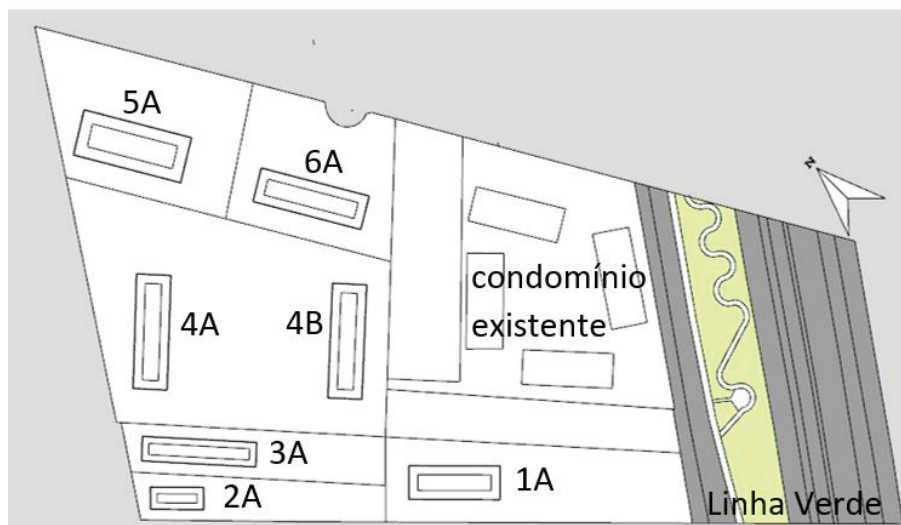 5A
6A
N
condomínio
existente
4A
4B
3A
2A
1A
Linha Verde